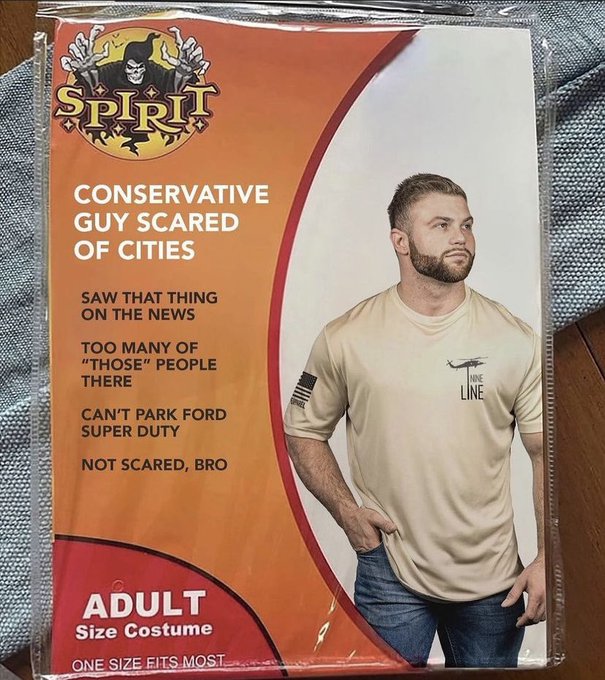 SPIRIT
CONSERVATIVE
GUY SCARED
OF CITIES
SAW THAT THING
ON THE NEWS
TOO MANY OF
"THOSE" PEOPLE
THERE
CAN'T PARK FORD
SUPER DUTY
NOT SCARED, BRO
NINE
LINE
ADULT
Size Costume
ONE SIZE FITS MOST